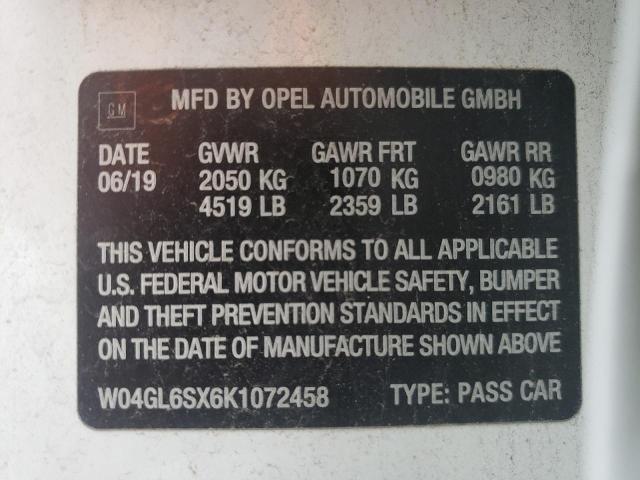 GM MFD BY OPEL AUTOMOBILE GMBH
DATE GVWR GAWR FRT GAWR RR
06/19 2050 KG 1070 KG 0980 KG
4519 LB 2359 LB 2161 LB
THIS VEHICLE CONFORMS TO ALL APPLICABLE
U.S. FEDERAL MOTOR VEHICLE SAFETY, BUMPER
AND THEFT PREVENTION STANDARDS IN EFFECT
ON THE DATE OF MANUFACTURE SHOWN ABOVE
W04GL6SX6K1072458 TYPE: PASS CAR